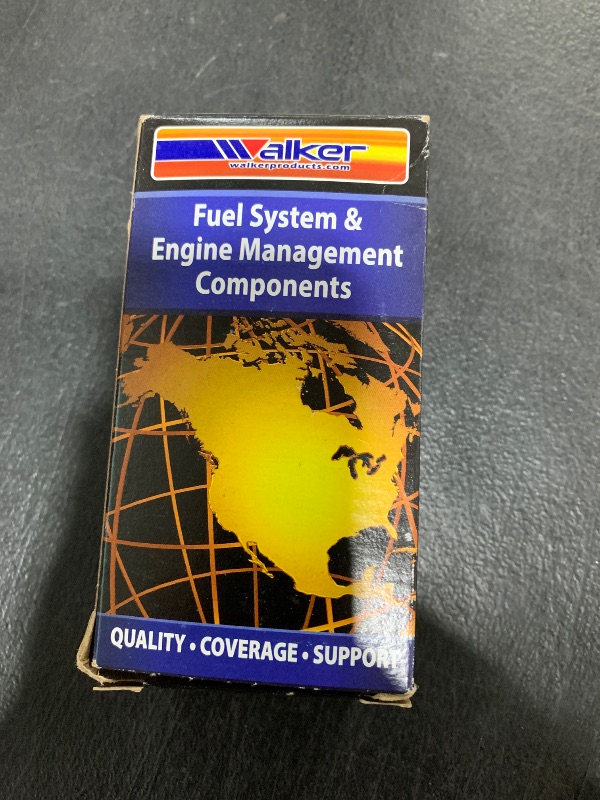 Walker
walkerproducts.com
Fuel System &
Engine Management
Components
QUALITY • COVERAGE • SUPPORT